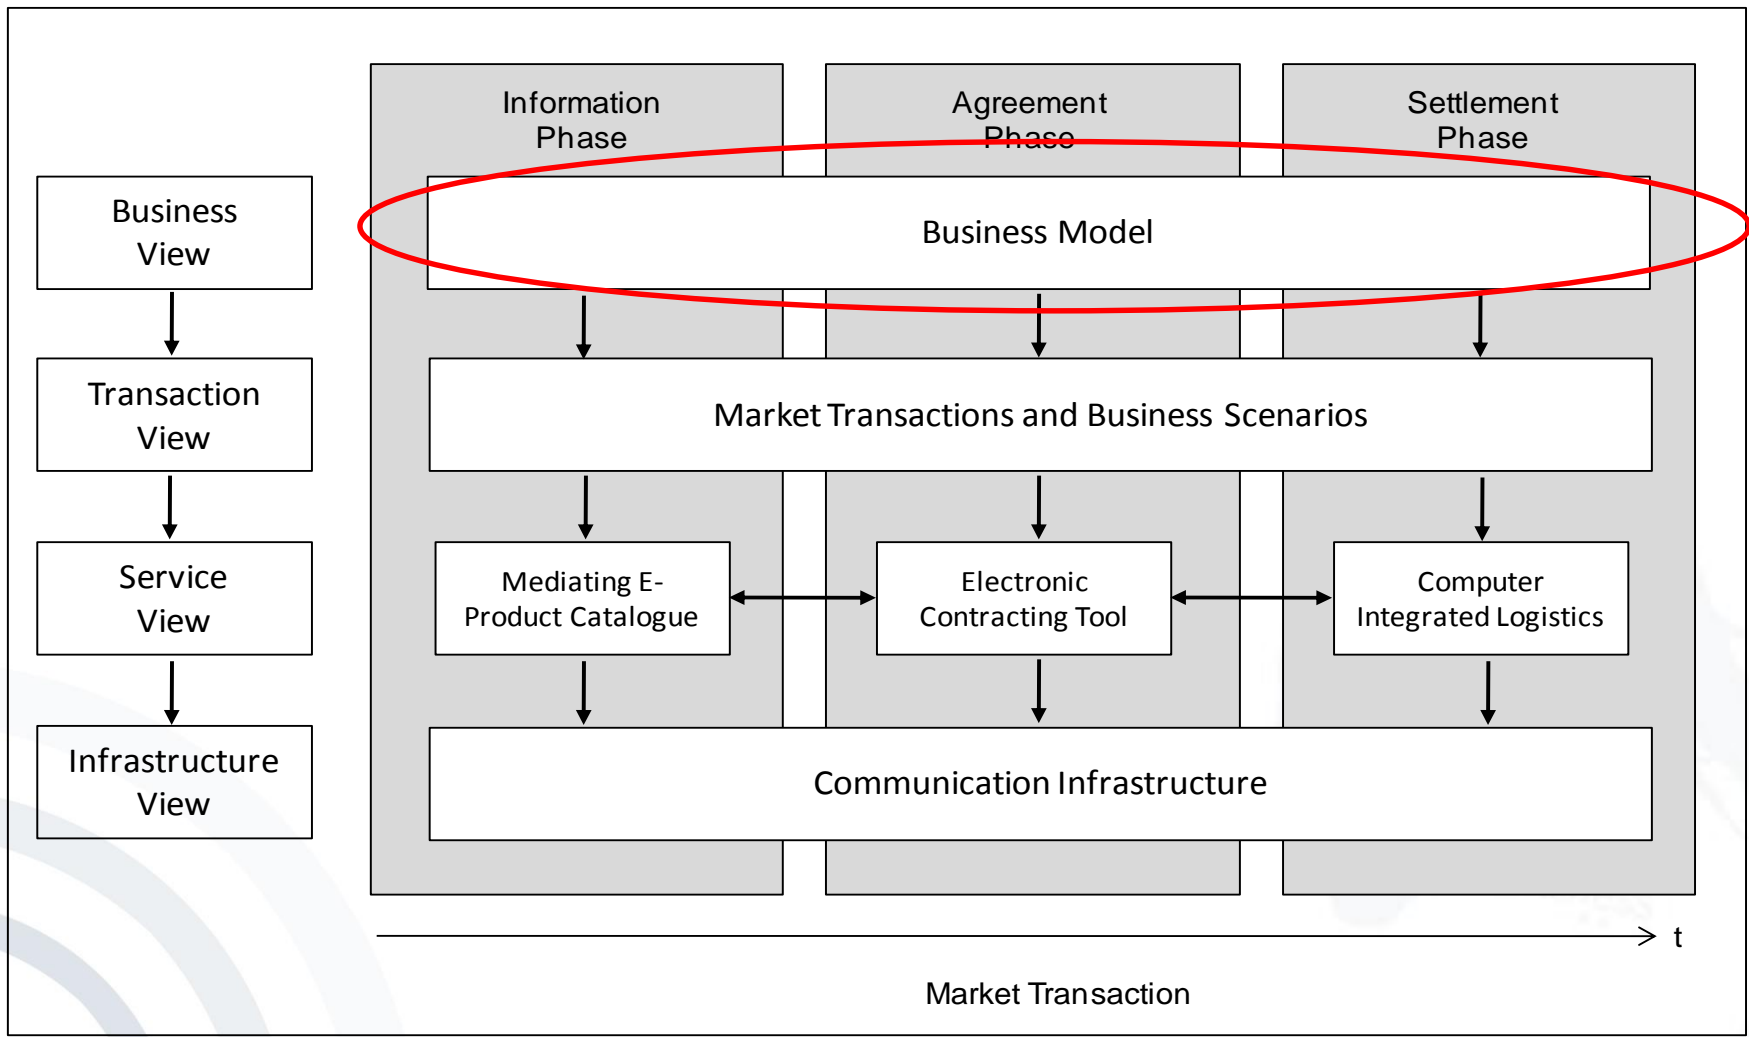 Information
Phase
Agreement
Phase
Settlement
Phase
Business
View
Business Model
Transaction
View
Market Transactions and Business Scenarios
Service
View
Mediating E-
Product Catalogue
Electronic
Contracting Tool
Computer
Integrated Logistics
Infrastructure
View
Communication Infrastructure
t
Market Transaction